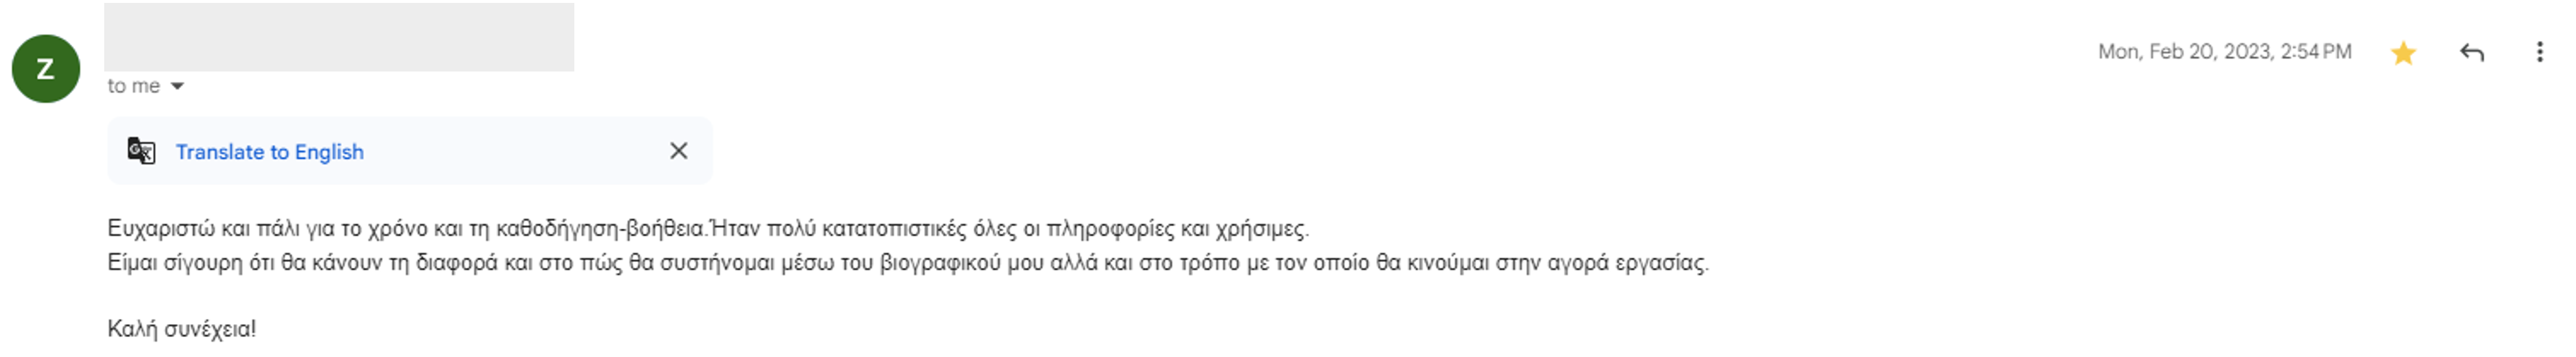 Z
Mon, Feb 20, 2023, 2:54 PM
to me
Translate to English
Ευχαριστώ και πάλι για το χρόνο και τη καθοδήγηση-βοήθεια.Ήταν πολύ κατατοπιστικές όλες οι πληροφορίες και χρήσιμες.
Είμαι σίγουρη ότι θα κάνουν τη διαφορά και στο πώς θα συστήνομαι μέσω του βιογραφικού μου αλλά και στο τρόπο με τον οποίο θα κινούμαι στην αγορά εργασίας.
Καλή συνέχεια!